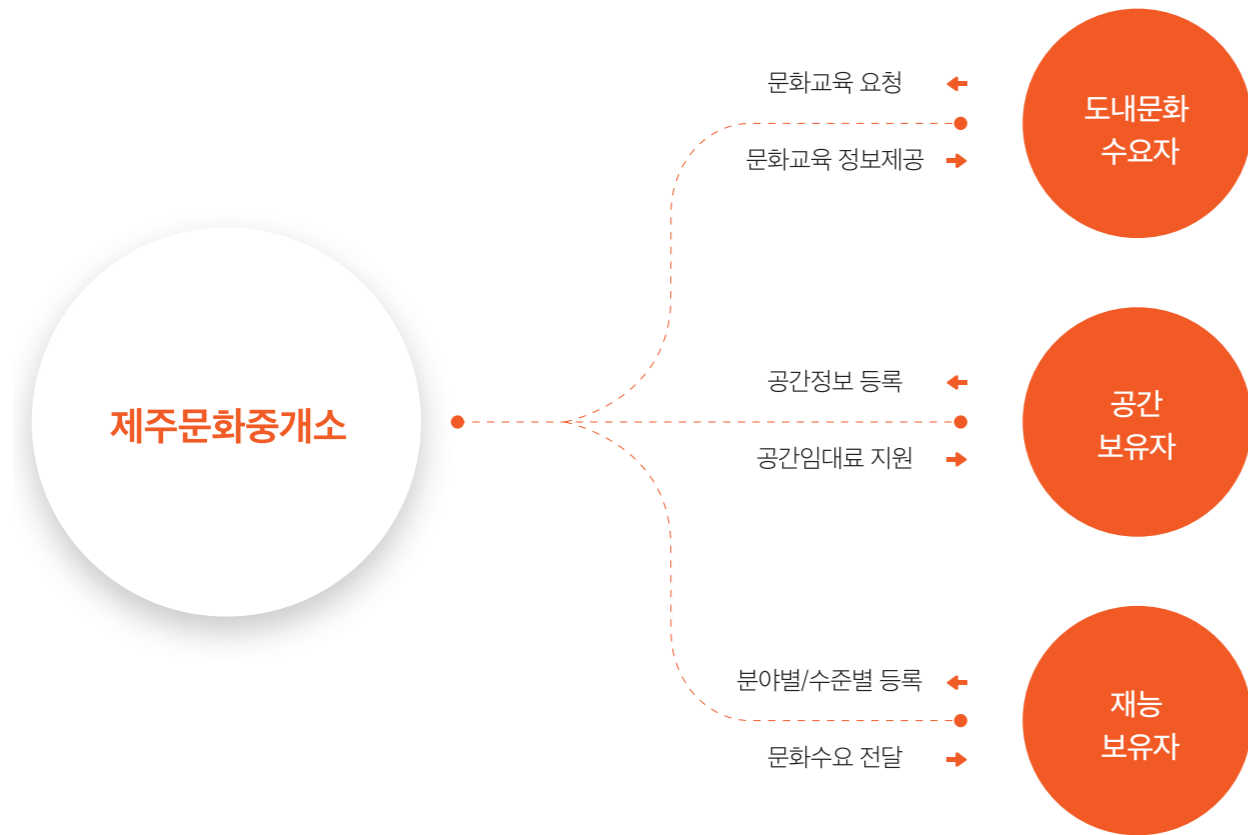 제주문화중개소
문화교육 요청
문화교육 정보제공
도내문화
수요자
공간정보 등록
공간임대료 지원
공간
보유자
분야별/수준별 등록
문화수요 전달
재능
보유자